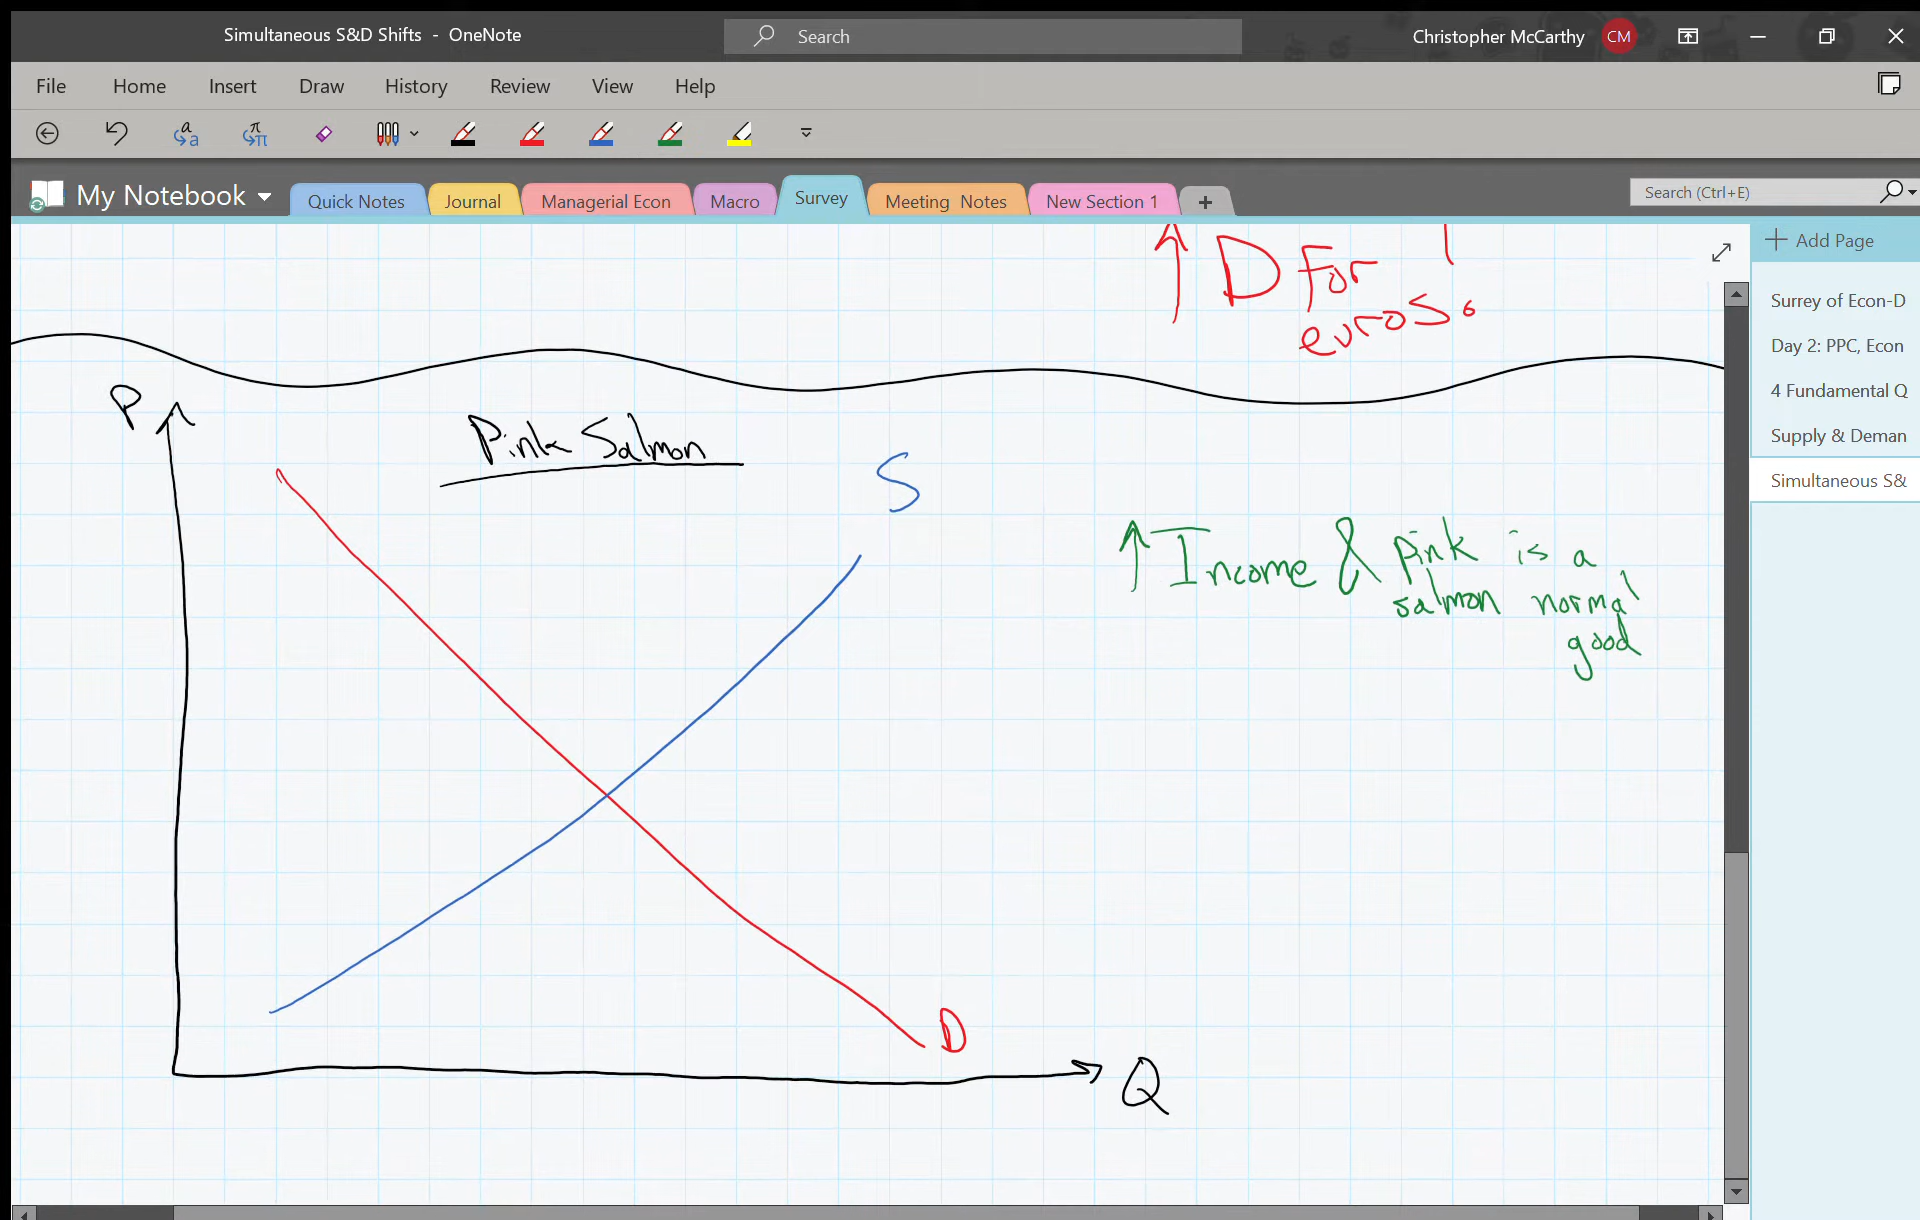 Simultaneous S&D Shifts - OneNote
Search
Christopher McCarthy CM
File Home Insert Draw History Review View Help
My Notebook
Quick Notes Journal Managerial Econ Macro Survey Meeting Notes New Section 1 +
Search (Ctrl+E)
Add Page
Surrey of Econ-D
Day 2: PPC, Econ
4 Fundamental Q
Supply & Deman
Simultaneous S&
↑ D for
euros.
P
Pink Salmon
S
↑ Income & pink is a
salmon normal
good
D
Q